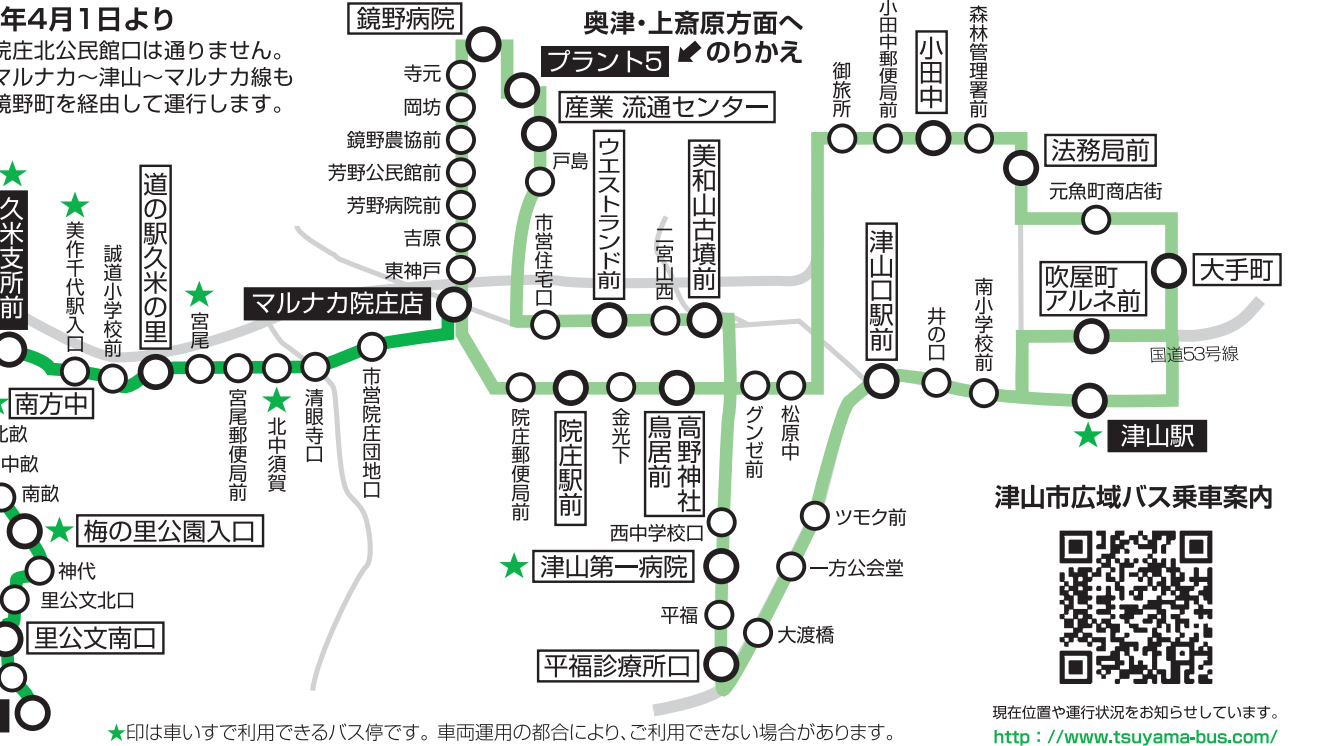 年4月1日より
院庄北公民館口は通りません。
マルナカ～津山～マルナカ線も
鏡野町を経由して運行します。
鏡野病院
奥津・上斎原方面へ
のりかえ
プラント5
産業 流通センター
寺元
岡坊
鏡野農協前
芳野公民館前
芳野病院前
吉原
東神戸
マルナカ院庄店
戸島
市営住宅口
ウエストランド前
二宮山西
美和山古墳前
御旅所
小田中郵便局前
小田中
森林管理署前
法務局前
元魚町商店街
大手町
吹屋町
アルネ前
国道53号線
★
津山駅
南小学校前
井の口
津山口駅前
★
久米支所前
★
美作千代駅入口
誠道小学校前
道の駅久米の里
★
宮尾
宮尾郵便局前
★
北中須賀
清眼寺口
市営院庄団地口
院庄郵便局前
院庄駅前
金光下
高野神社
鳥居前
グンゼ前
松原中
★
南方中
北畝
中畝
南畝
★
梅の里公園入口
神代
里公文北口
里公文南口
西中学校口
★
津山第一病院
平福
平福診療所口
ツモク前
一方公会堂
大渡橋
津山市広域バス乗車案内
現在位置や運行状況をお知らせしています。
http：//www.tsuyama-bus.com/
★印は車いすで利用できるバス停です。車両運用の都合により、ご利用できない場合があります。